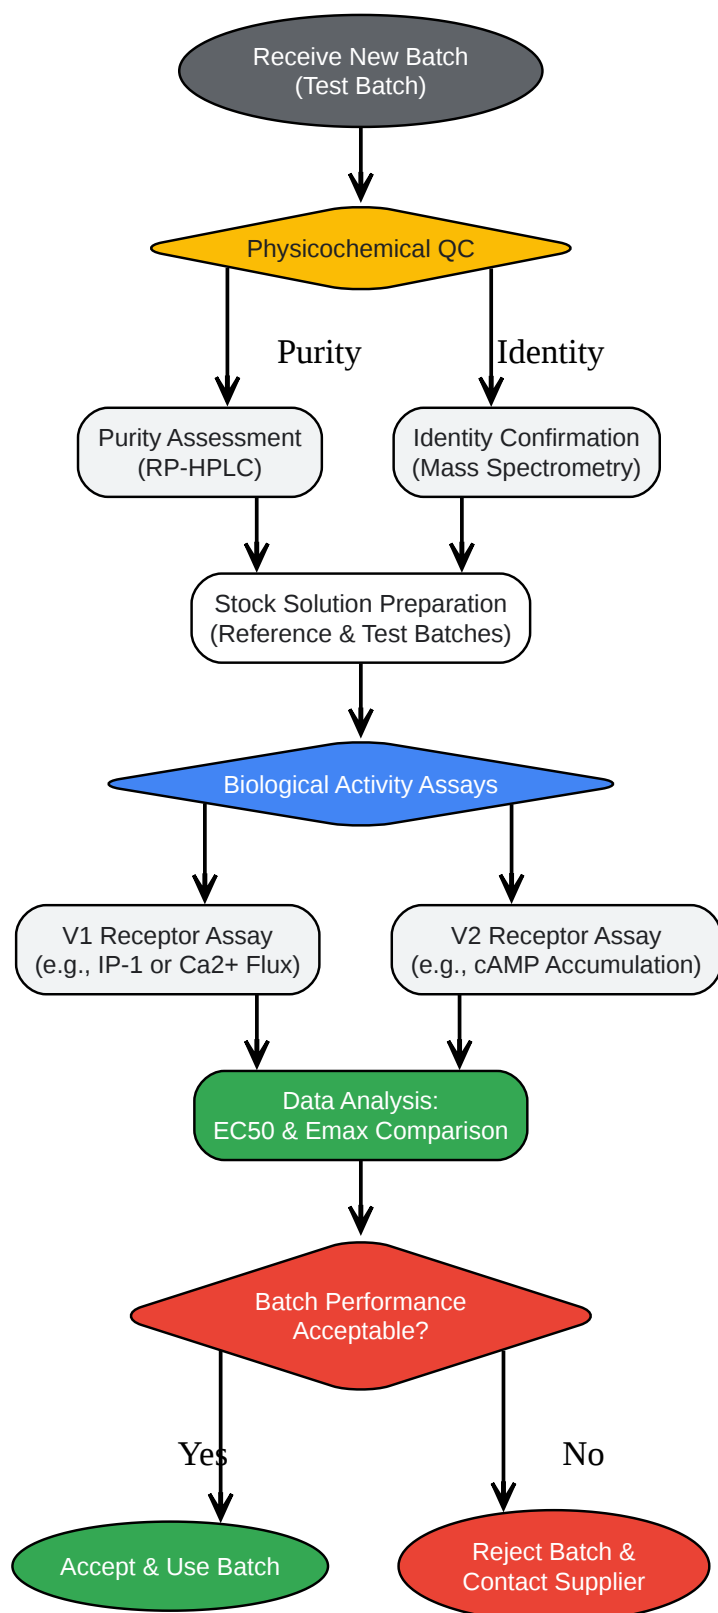 Receive New Batch
(Test Batch)
Physicochemical QC
Purity
Identity
Purity Assessment
(RP-HPLC)
Identity Confirmation
(Mass Spectrometry)
Stock Solution Preparation
(Reference & Test Batches)
Biological Activity Assays
V1 Receptor Assay
(e.g., IP-1 or Ca2+ Flux)
V2 Receptor Assay
(e.g., cAMP Accumulation)
Data Analysis:
EC50 & Emax Comparison
Batch Performance
Acceptable?
Yes
No
Accept & Use Batch
Reject Batch &
Contact Supplier